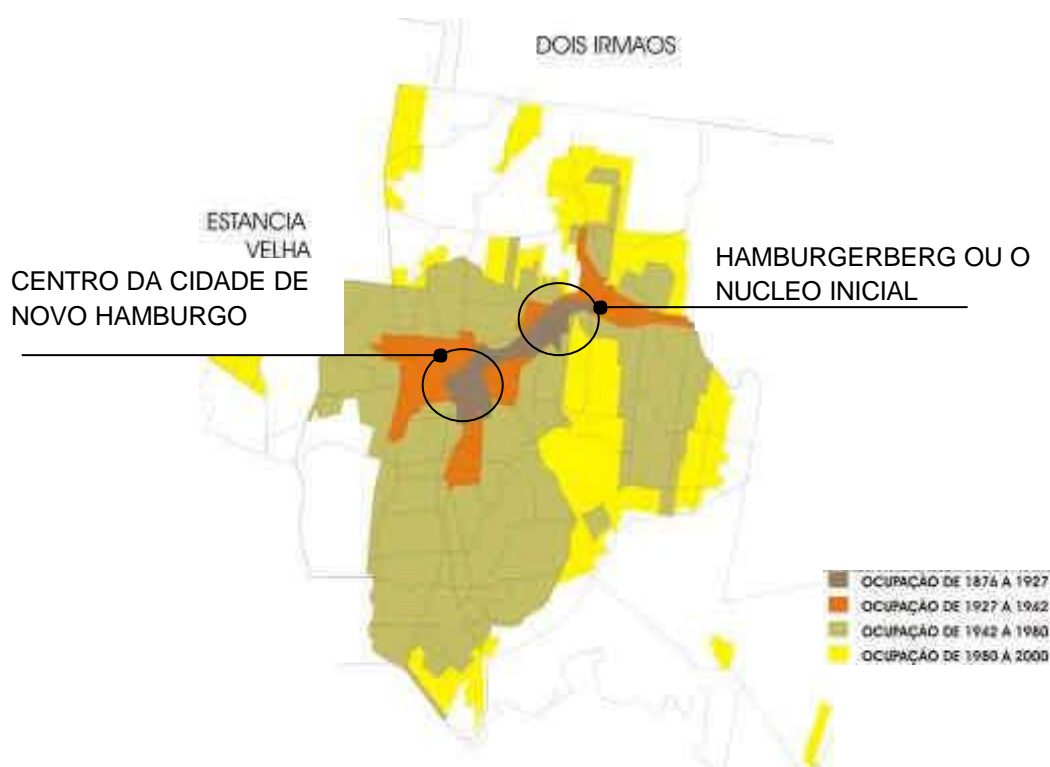 DOIS IRMAOS
ESTANCIA
VELHA
CENTRO DA CIDADE DE
NOVO HAMBURGO
HAMBURGERBERG OU O
NUCLEO INICIAL
OCUPAÇÃO DE 1876 A 1927
OCUPAÇÃO DE 1927 A 1942
OCUPAÇÃO DE 1942 A 1980
OCUPAÇÃO DE 1980 A 2000